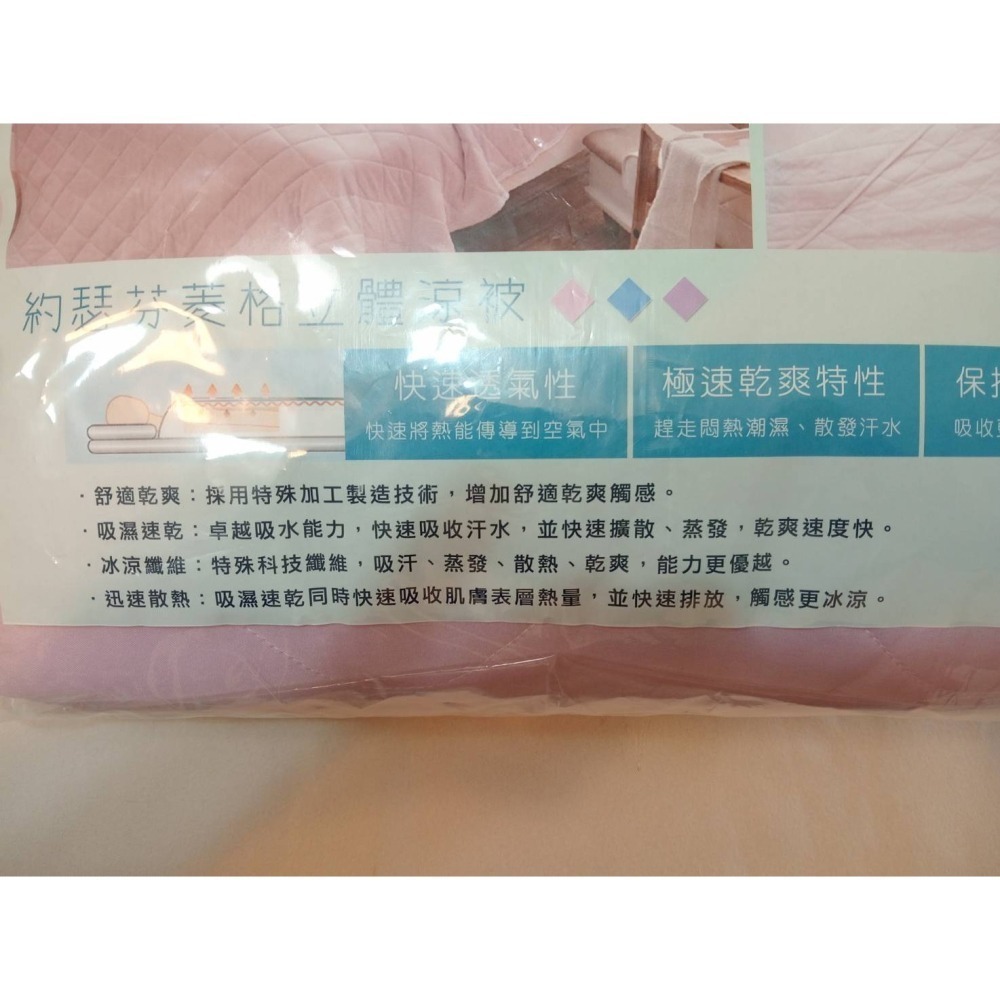 約瑟芬菱格立體涼被
快速透氣性
快速將熱能傳導到空氣中
極速乾爽特性
趕走悶熱潮濕、散發汗水
保
吸收
·舒適乾爽：採用特殊加工製造技術，增加舒適乾爽觸感。
·吸濕速乾：卓越吸水能力，快速吸收汗水，並快速擴散、蒸發，乾爽速度快。
·冰涼纖維：特殊科技纖維，吸汗、蒸發、散熱、乾爽，能力更優越。
·迅速散熱：吸濕速乾同時快速吸收肌膚表層熱量，並快速排放，觸感更冰涼。